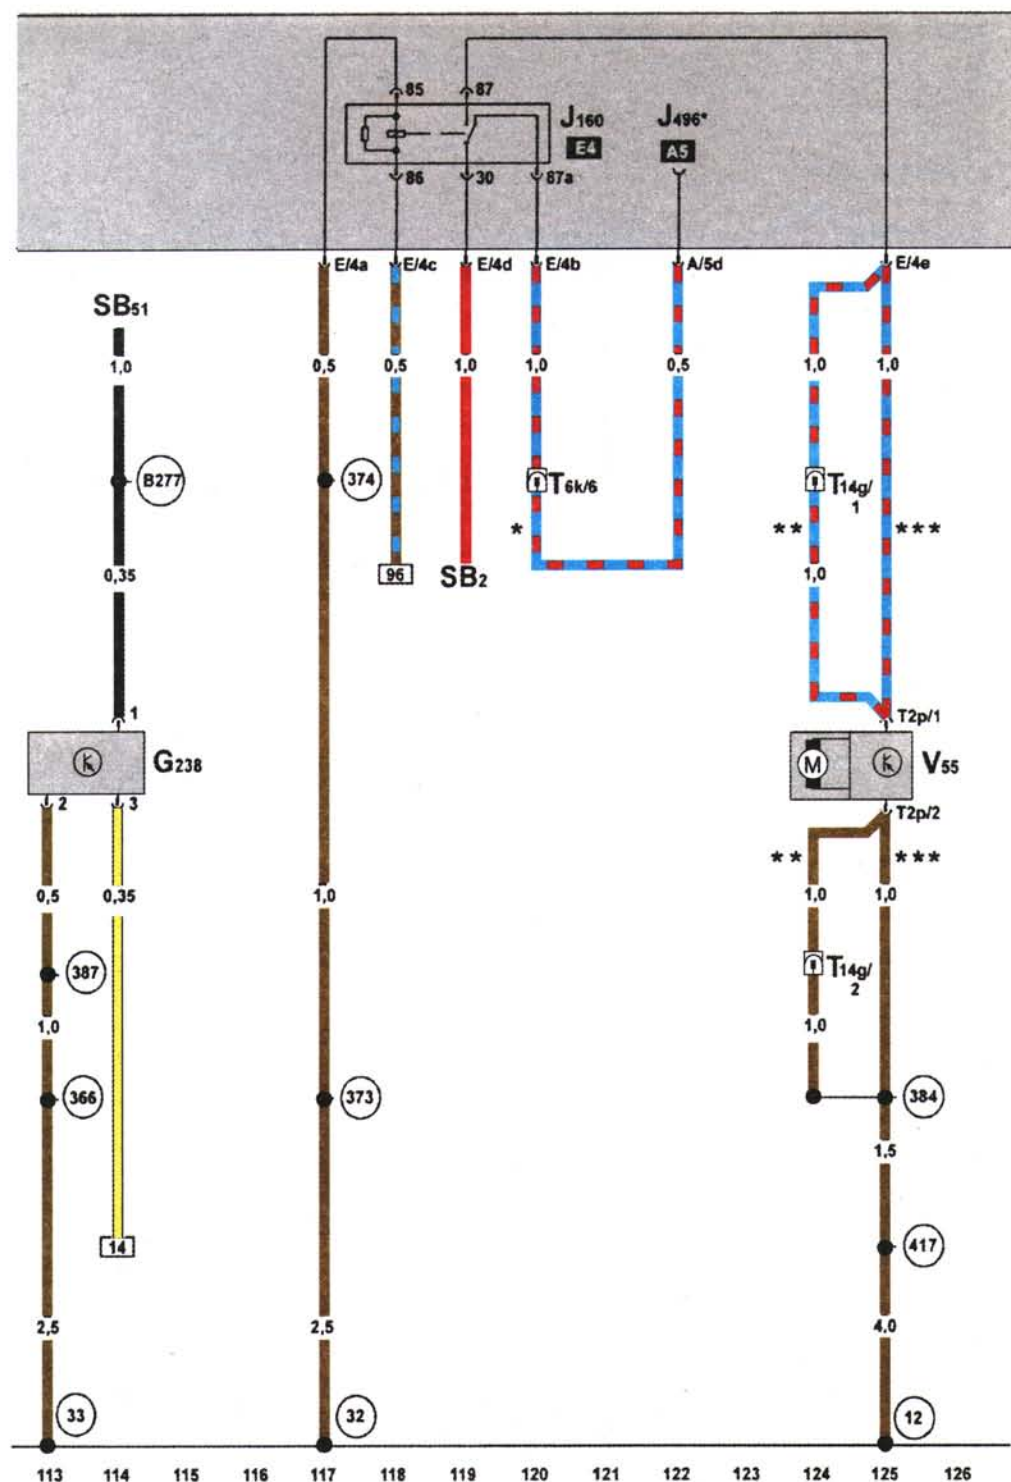 85 87
J160 J496*
E4 A5
86 30 87a
E/4a E/4c E/4d E/4b A/5d E/4e
SB51
1,0 0,5 0,5 1,0 1,0 0,5 1,0 1,0
B277 374 T6k/6 T14g/1
* ** ***
0,35 96 SB2 1,0
1 T2p/1
G238 M V55
2 3 T2p/2
** ***
0,5 0,35 1,0 1,0 1,0
387 T14g/2
1,0 1,0
366 373 384
1,5
14 417
2,5 2,5 4,0
33 32 12
113 114 115 116 117 118 119 120 121 122 123 124 125 126